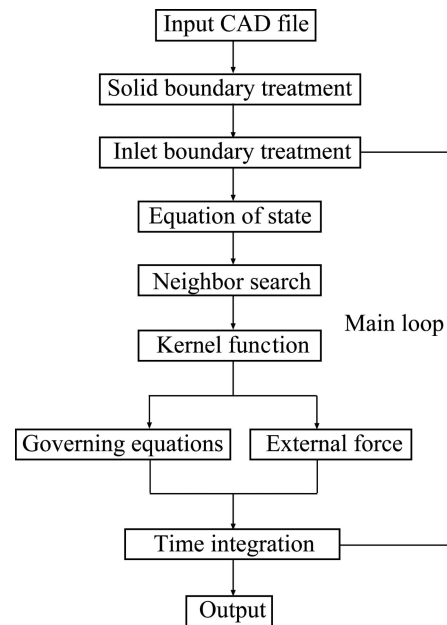 Input CAD file
Solid boundary treatment
Inlet boundary treatment
Equation of state
Neighbor search
Main loop
Kernel function
Governing equations
External force
Time integration
Output